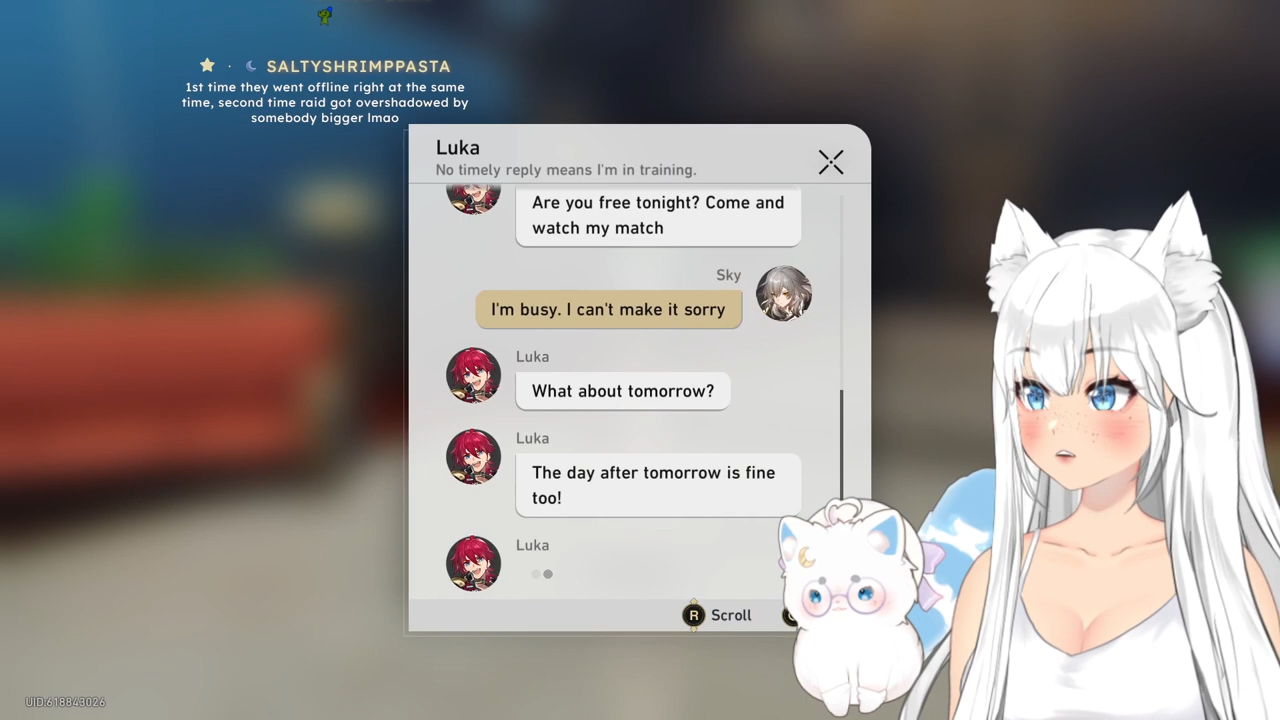 SALTYSHRIMPPASTA
1st time they went offline right at the same
time, second time raid got overshadowed by
somebody bigger lmao
Luka
No timely reply means I'm in training.
Are you free tonight? Come and
watch my match
Sky
I'm busy. I can't make it sorry
Luka
What about tomorrow?
Luka
The day after tomorrow is fine
too!
Luka
R Scroll
UID:618843026